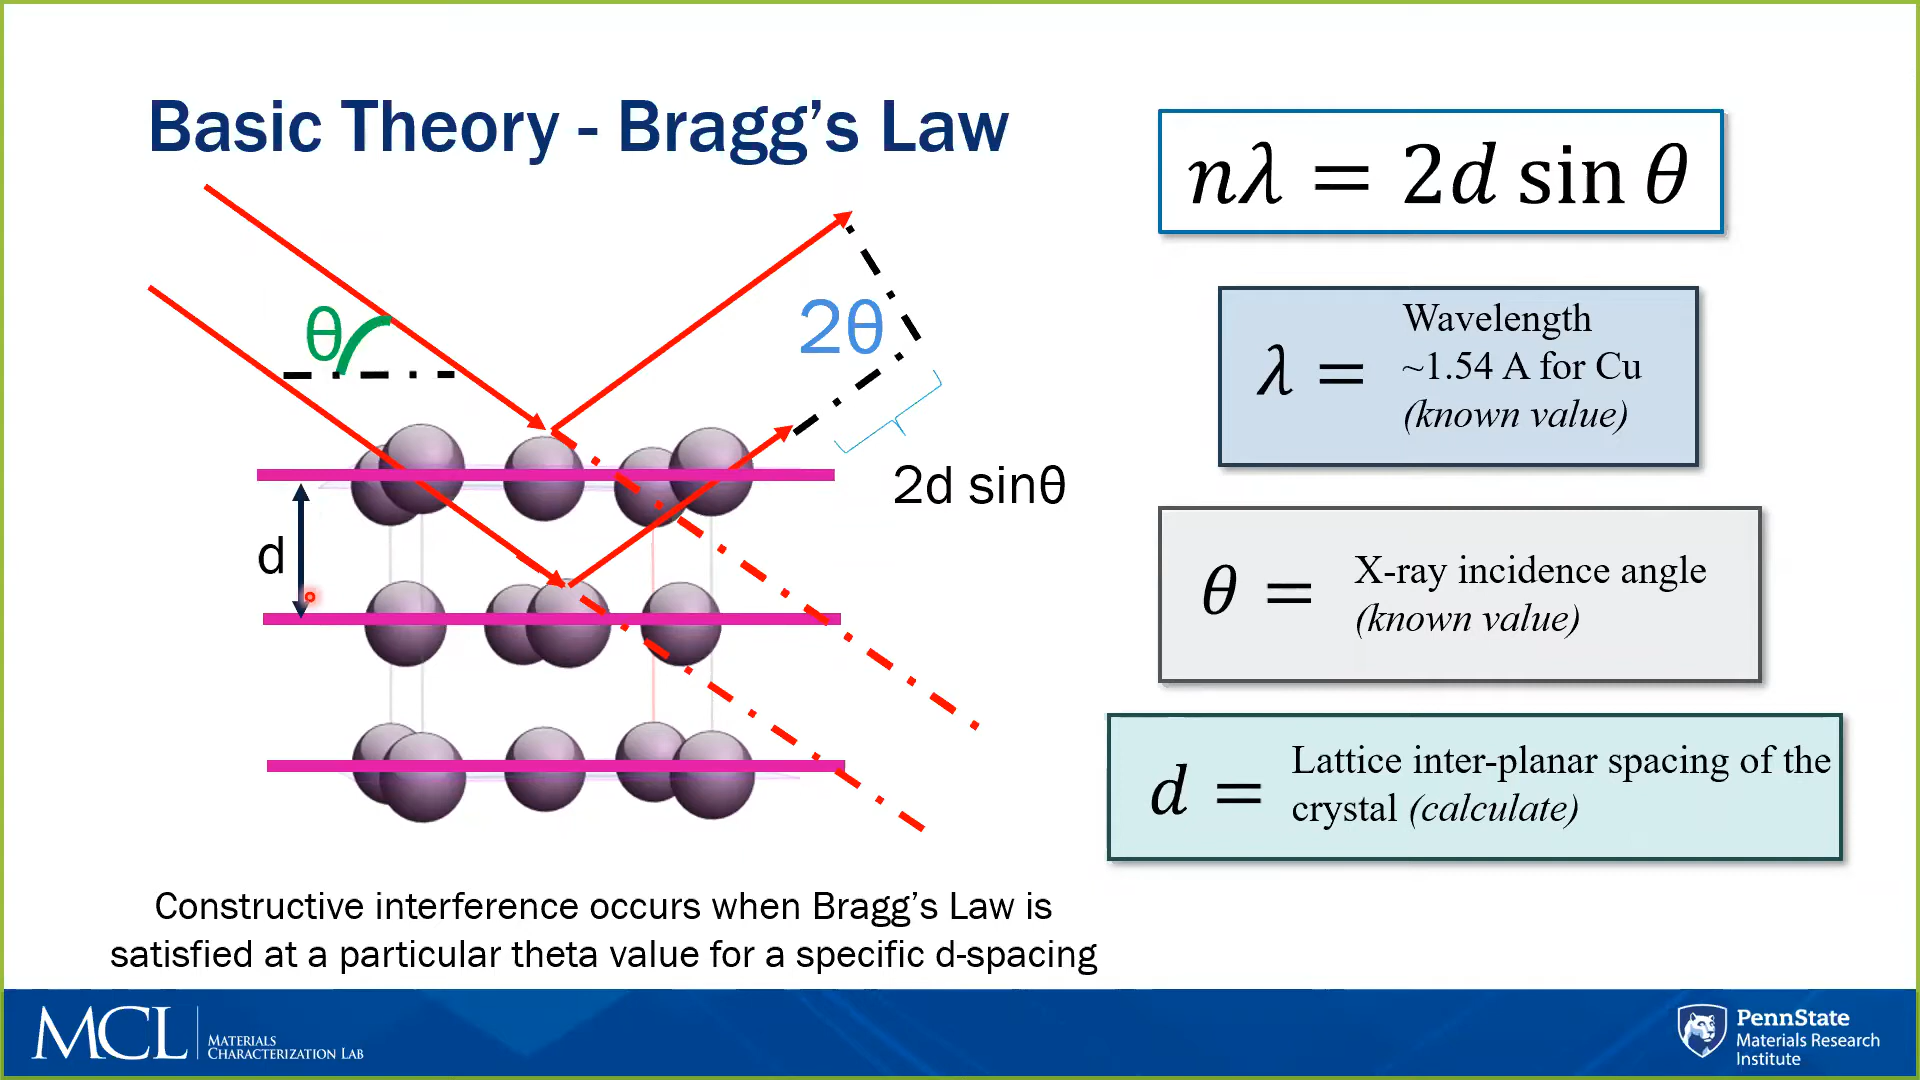 Basic Theory - Bragg's Law
nλ = 2d sin θ
θ
2θ
2d sinθ
d
λ =
Wavelength
~1.54 A for Cu
(known value)
θ =
X-ray incidence angle
(known value)
d =
Lattice inter-planar spacing of the
crystal (calculate)
Constructive interference occurs when Bragg's Law is
satisfied at a particular theta value for a specific d-spacing
MCL
MATERIALS
CHARACTERIZATION LAB
PennState
Materials Research
Institute